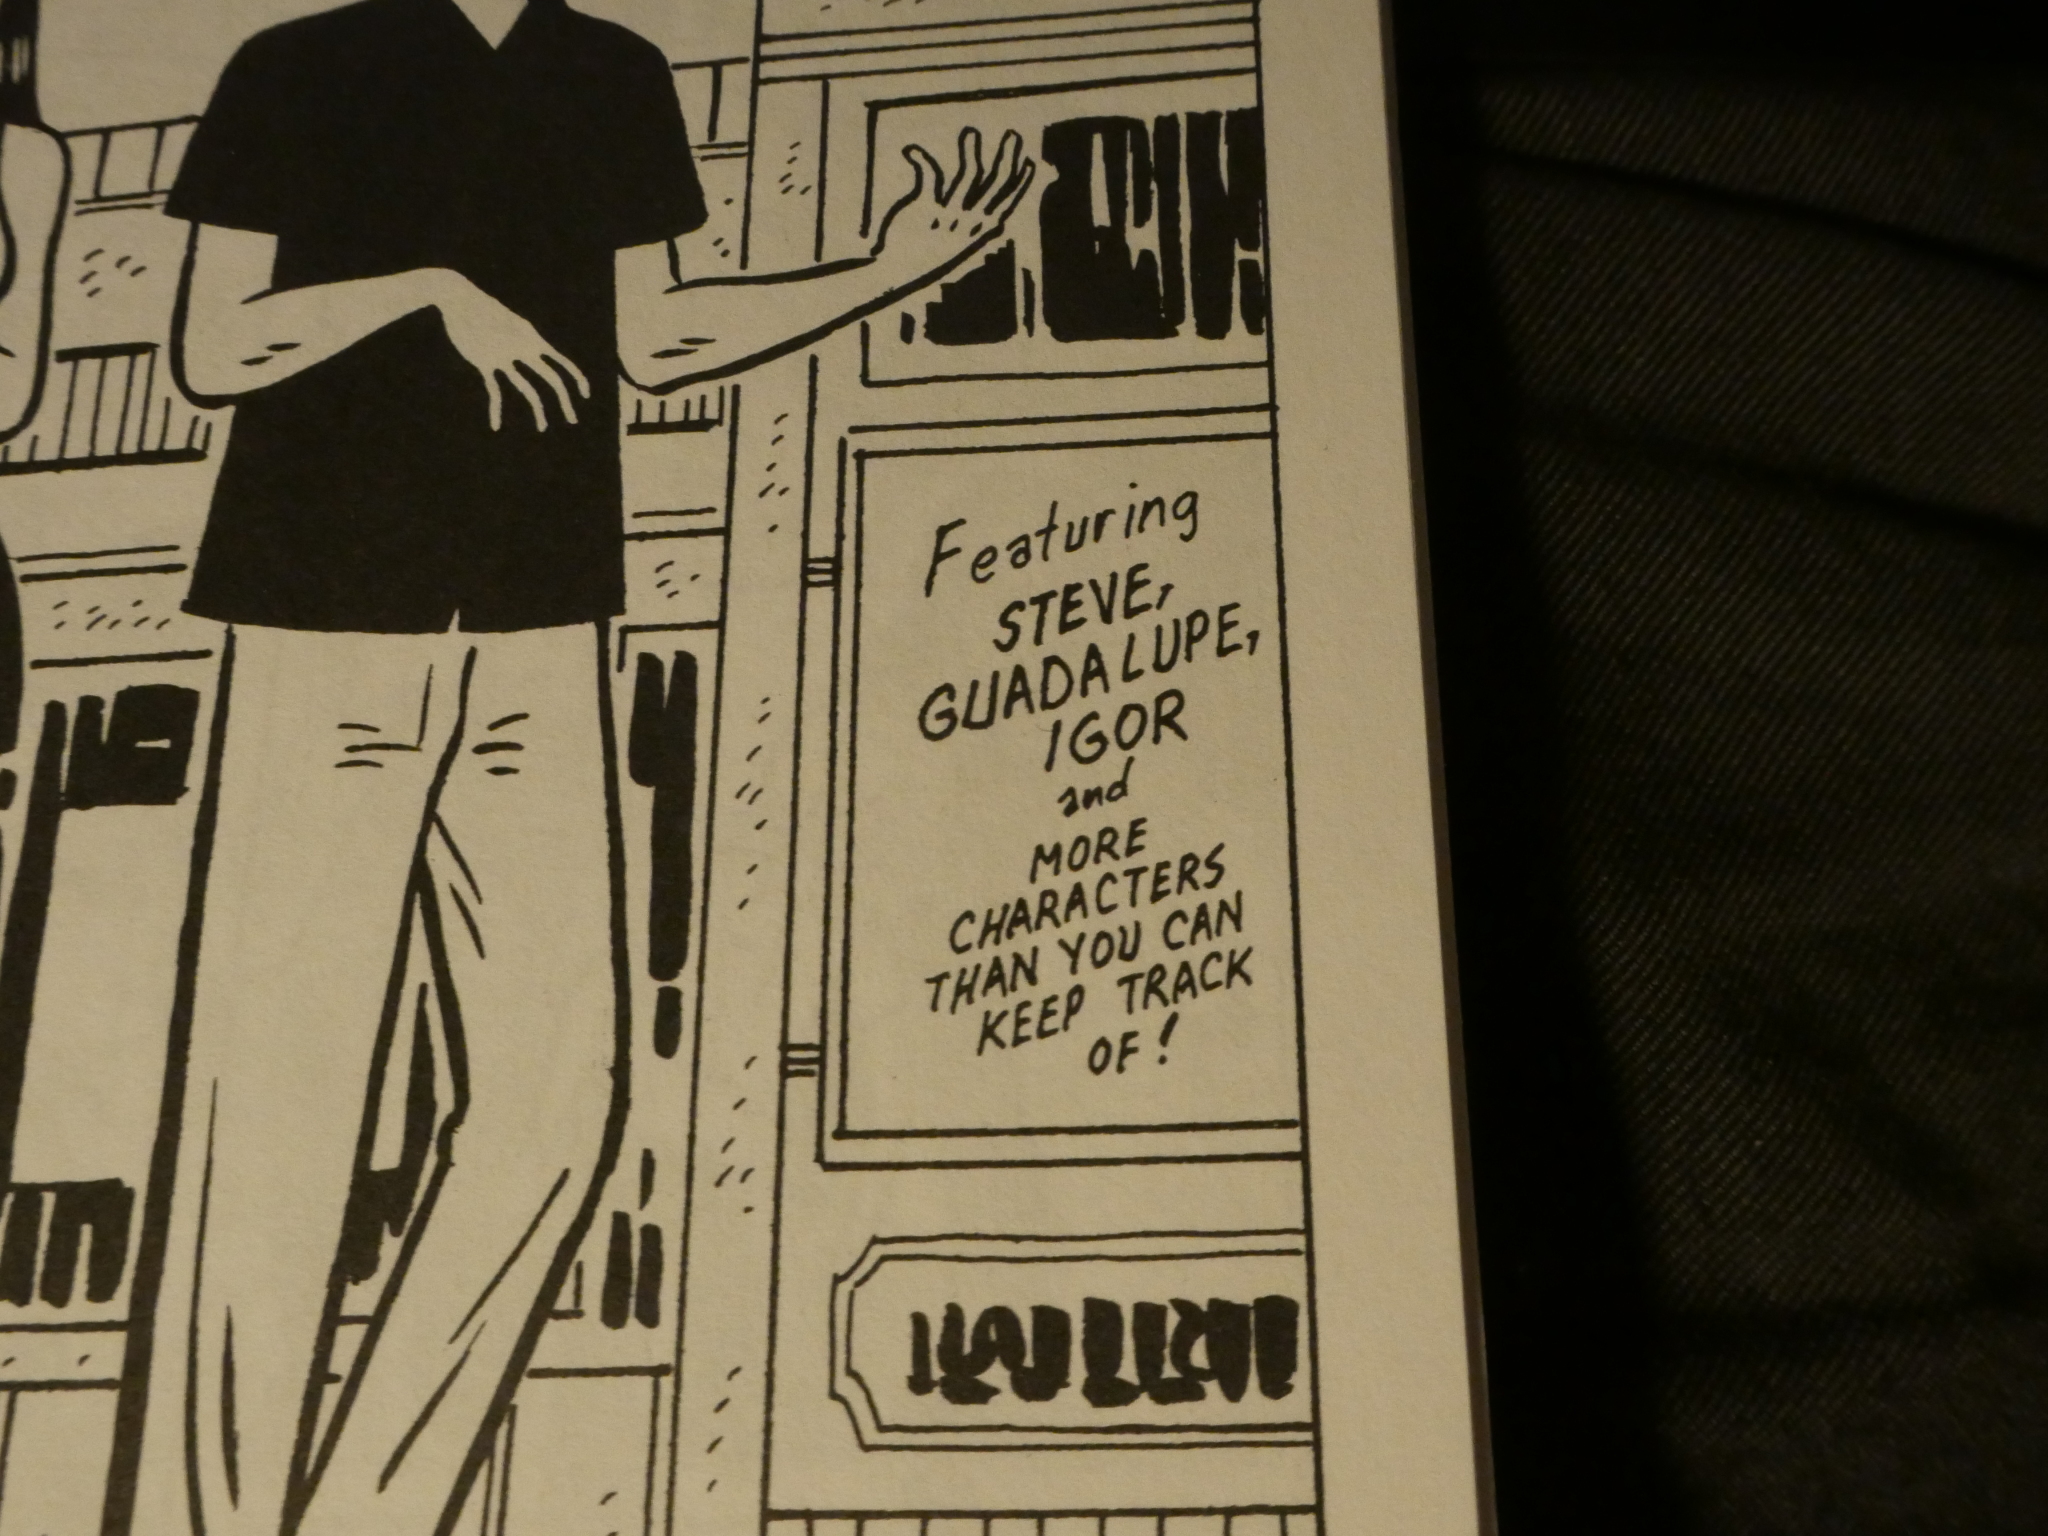 Featuring
STEVE,
GUADALUPE,
IGOR
and
MORE
CHARACTERS
THAN YOU CAN
KEEP TRACK
OF!